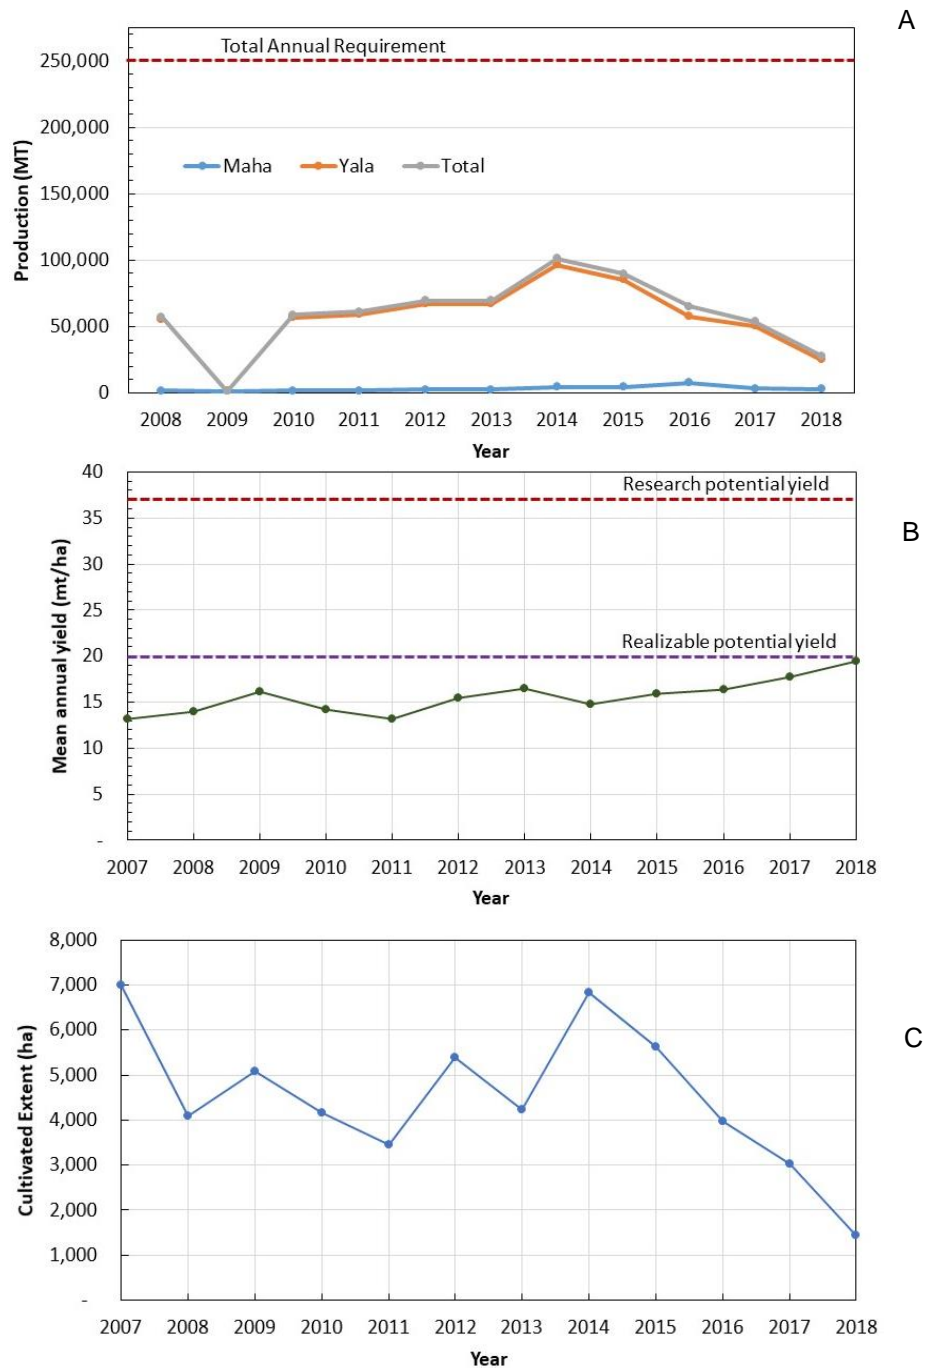 A
Total Annual Requirement
250,000
200,000
Maha Yala Total
150,000
100,000
50,000
0
Production (MT)
2008 2009 2010 2011 2012 2013 2014 2015 2016 2017 2018
Year
40
Research potential yield
35
B
30
25
Realizable potential yield
20
15
10
5
-
Mean annual yield (mt/ha)
2007 2008 2009 2010 2011 2012 2013 2014 2015 2016 2017 2018
Year
8,000
7,000
6,000
C
5,000
4,000
3,000
2,000
1,000
-
Cultivated Extent (ha)
2007 2008 2009 2010 2011 2012 2013 2014 2015 2016 2017 2018
Year